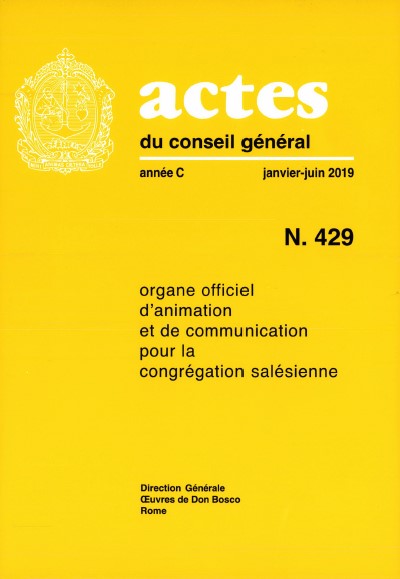 actes
du conseil général
année C janvier-juin 2019
N. 429
organe officiel
d'animation
et de communication
pour la
congrégation salésienne
Direction Générale
Œuvres de Don Bosco
Rome